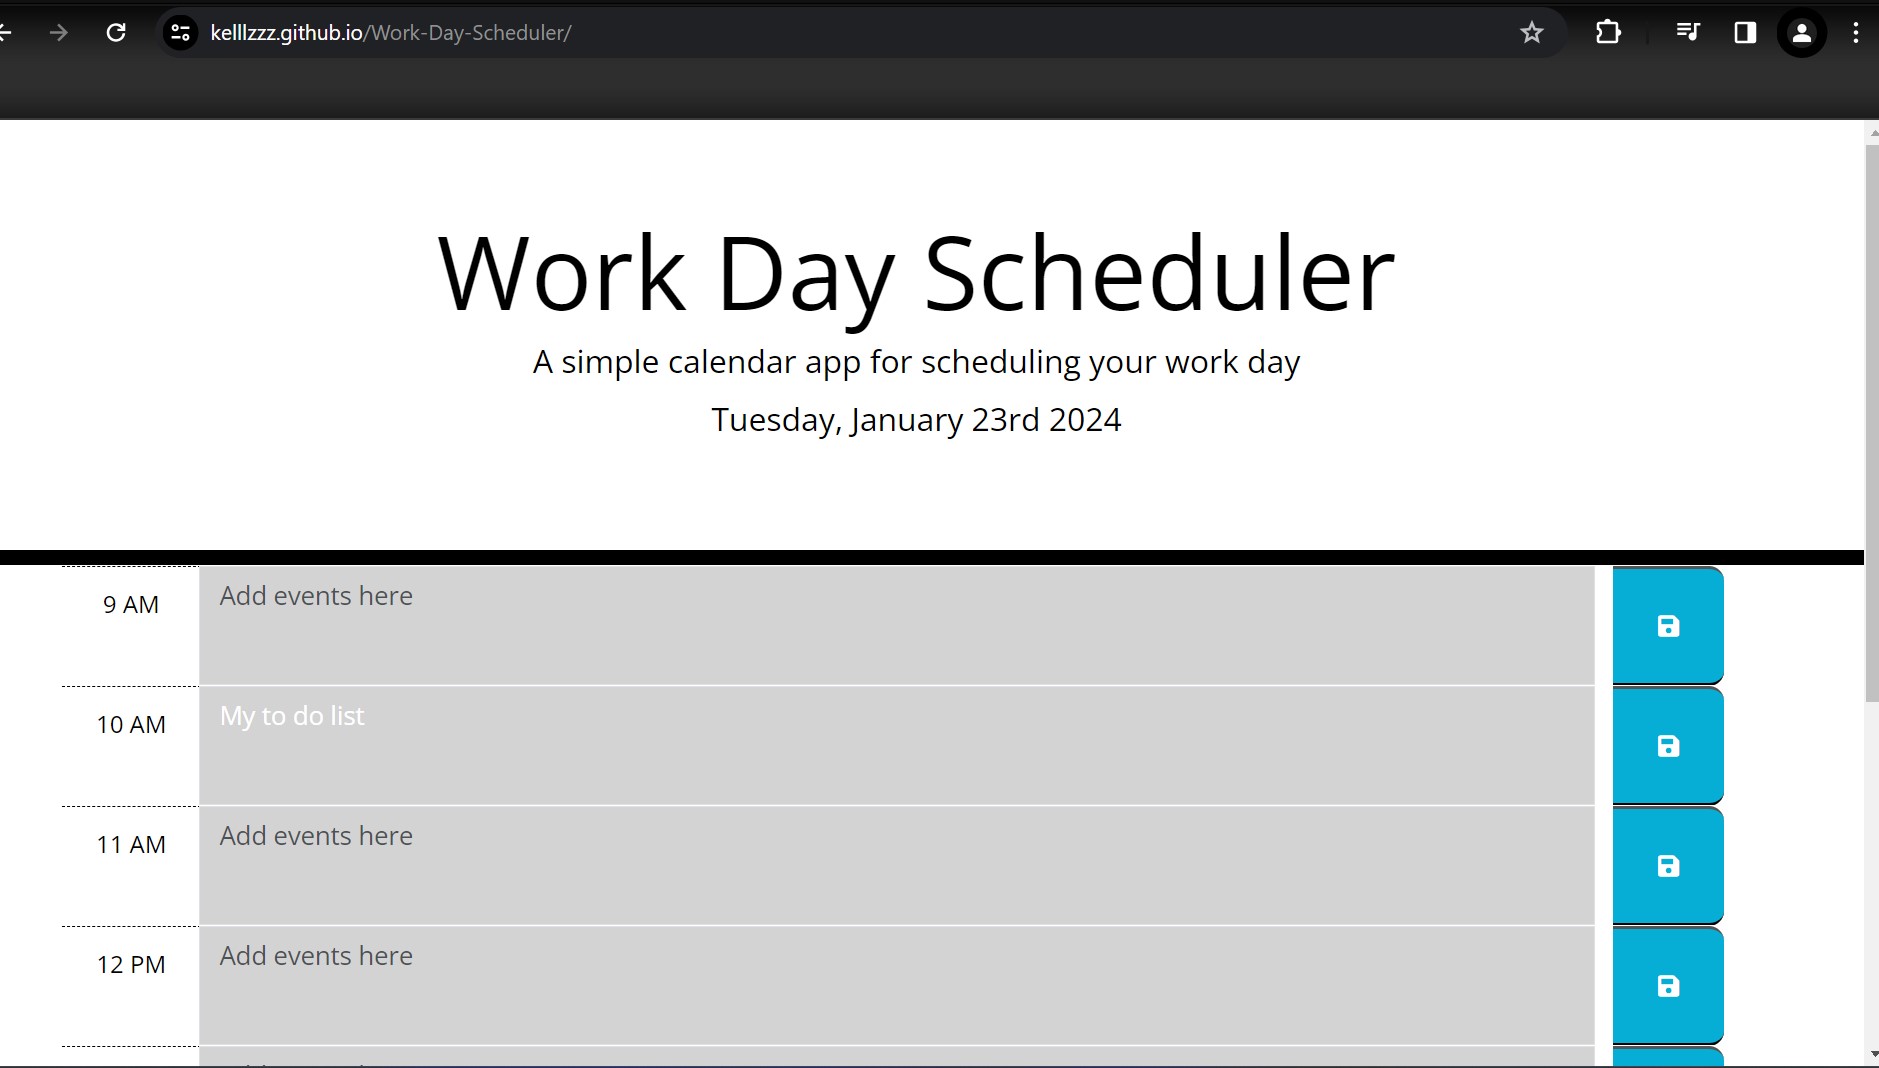 kelllzzz.github.io/Work-Day-Scheduler/
Work Day Scheduler
A simple calendar app for scheduling your work day
Tuesday, January 23rd 2024
9 AM
Add events here
10 AM
My to do list
11 AM
Add events here
12 PM
Add events here